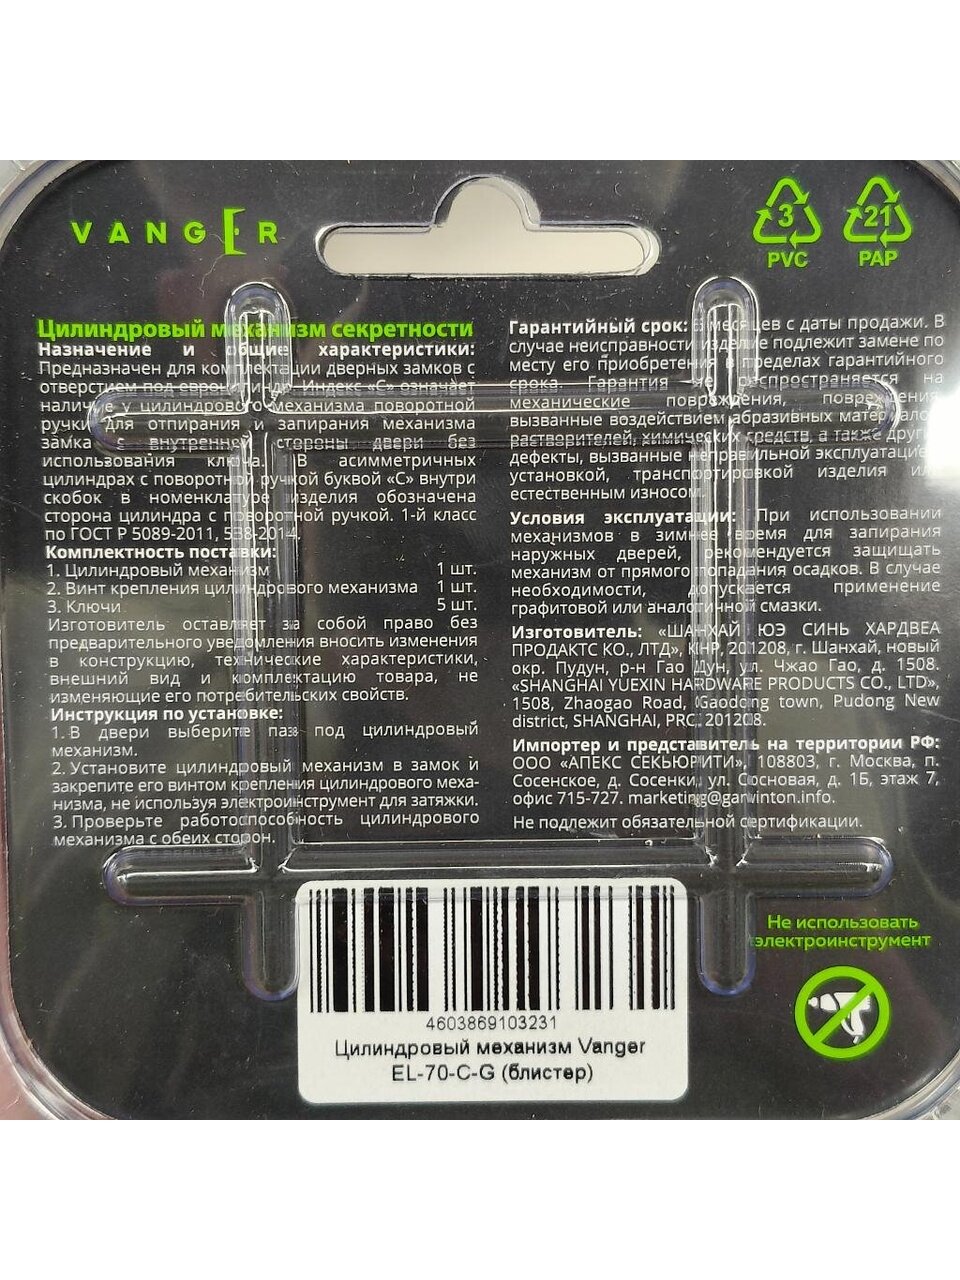 VANGER
3
PVC
21
PAP
Цилиндровый механизм секретности
Назначение и общие характеристики:
Предназначен для комплектации дверных замков с
отверстием под евроцилиндр. Индекс «С» означает
наличие у цилиндрового механизма поворотной
ручки для отпирания и запирания механизма
замка с внутренней стороны двери без
использования ключа. В асимметричных
цилиндрах с поворотной ручкой буквой «С» внутри
скобок в номенклатуре изделия обозначена
сторона цилиндра с поворотной ручкой. 1-й класс
по ГОСТ Р 5089-2011, 538-2014.
Комплектность поставки:
1. Цилиндровый механизм 1 шт.
2. Винт крепления цилиндрового механизма 1 шт.
3. Ключи 5 шт.
Изготовитель оставляет за собой право без
предварительного уведомления вносить изменения
в конструкцию, технические характеристики,
внешний вид и комплектацию товара, не
изменяющие его потребительских свойств.
Инструкция по установке:
1. В двери выберите паз под цилиндровый
механизм.
2. Установите цилиндровый механизм в замок и
закрепите его винтом крепления цилиндрового меха-
низма, не используя электроинструмент для затяжки.
3. Проверьте работоспособность цилиндрового
механизма с обеих сторон.
Гарантийный срок: месяцев с даты продажи. В
случае неисправности изделие подлежит замене по
месту его приобретения в пределах гарантийного
срока. Гарантия не распространяется на
механические повреждения, повреждения,
вызванные воздействием абразивных материалов,
растворителей, химических средств, а также другие
дефекты, вызванные неправильной эксплуатацией,
установкой, транспортировкой изделия или
естественным износом.
Условия эксплуатации: При использовании
механизмов в зимнее время для запирания
наружных дверей, рекомендуется защищать
механизм от прямого попадания осадков. В случае
необходимости, допускается применение
графитовой или аналогичной смазки.
Изготовитель: «ШАНХАЙ ЮЭ СИНЬ ХАРДВЕА
ПРОДАКТС КО., ЛТД», КНР, 201208, г. Шанхай, новый
окр. Пудун, р-н Гао Дун, ул. Чжао Гао, д. 1508.
«SHANGHAI YUEXIN HARDWARE PRODUCTS CO., LTD»,
1508, Zhaogao Road, Gaodong town, Pudong New
district, SHANGHAI, PRC, 201208.
Импортер и представитель на территории РФ:
ООО «АПЕКС СЕКЬЮРИТИ», 108803, г. Москва, п.
Сосенское, д. Сосенки, ул. Сосновая, д. 1Б, этаж 7,
офис 715-727. marketing@garvinton.info.
Не подлежит обязательной сертификации.
Не использовать
электроинструмент
4603869103231
Цилиндровый механизм Vanger
EL-70-C-G (блистер)